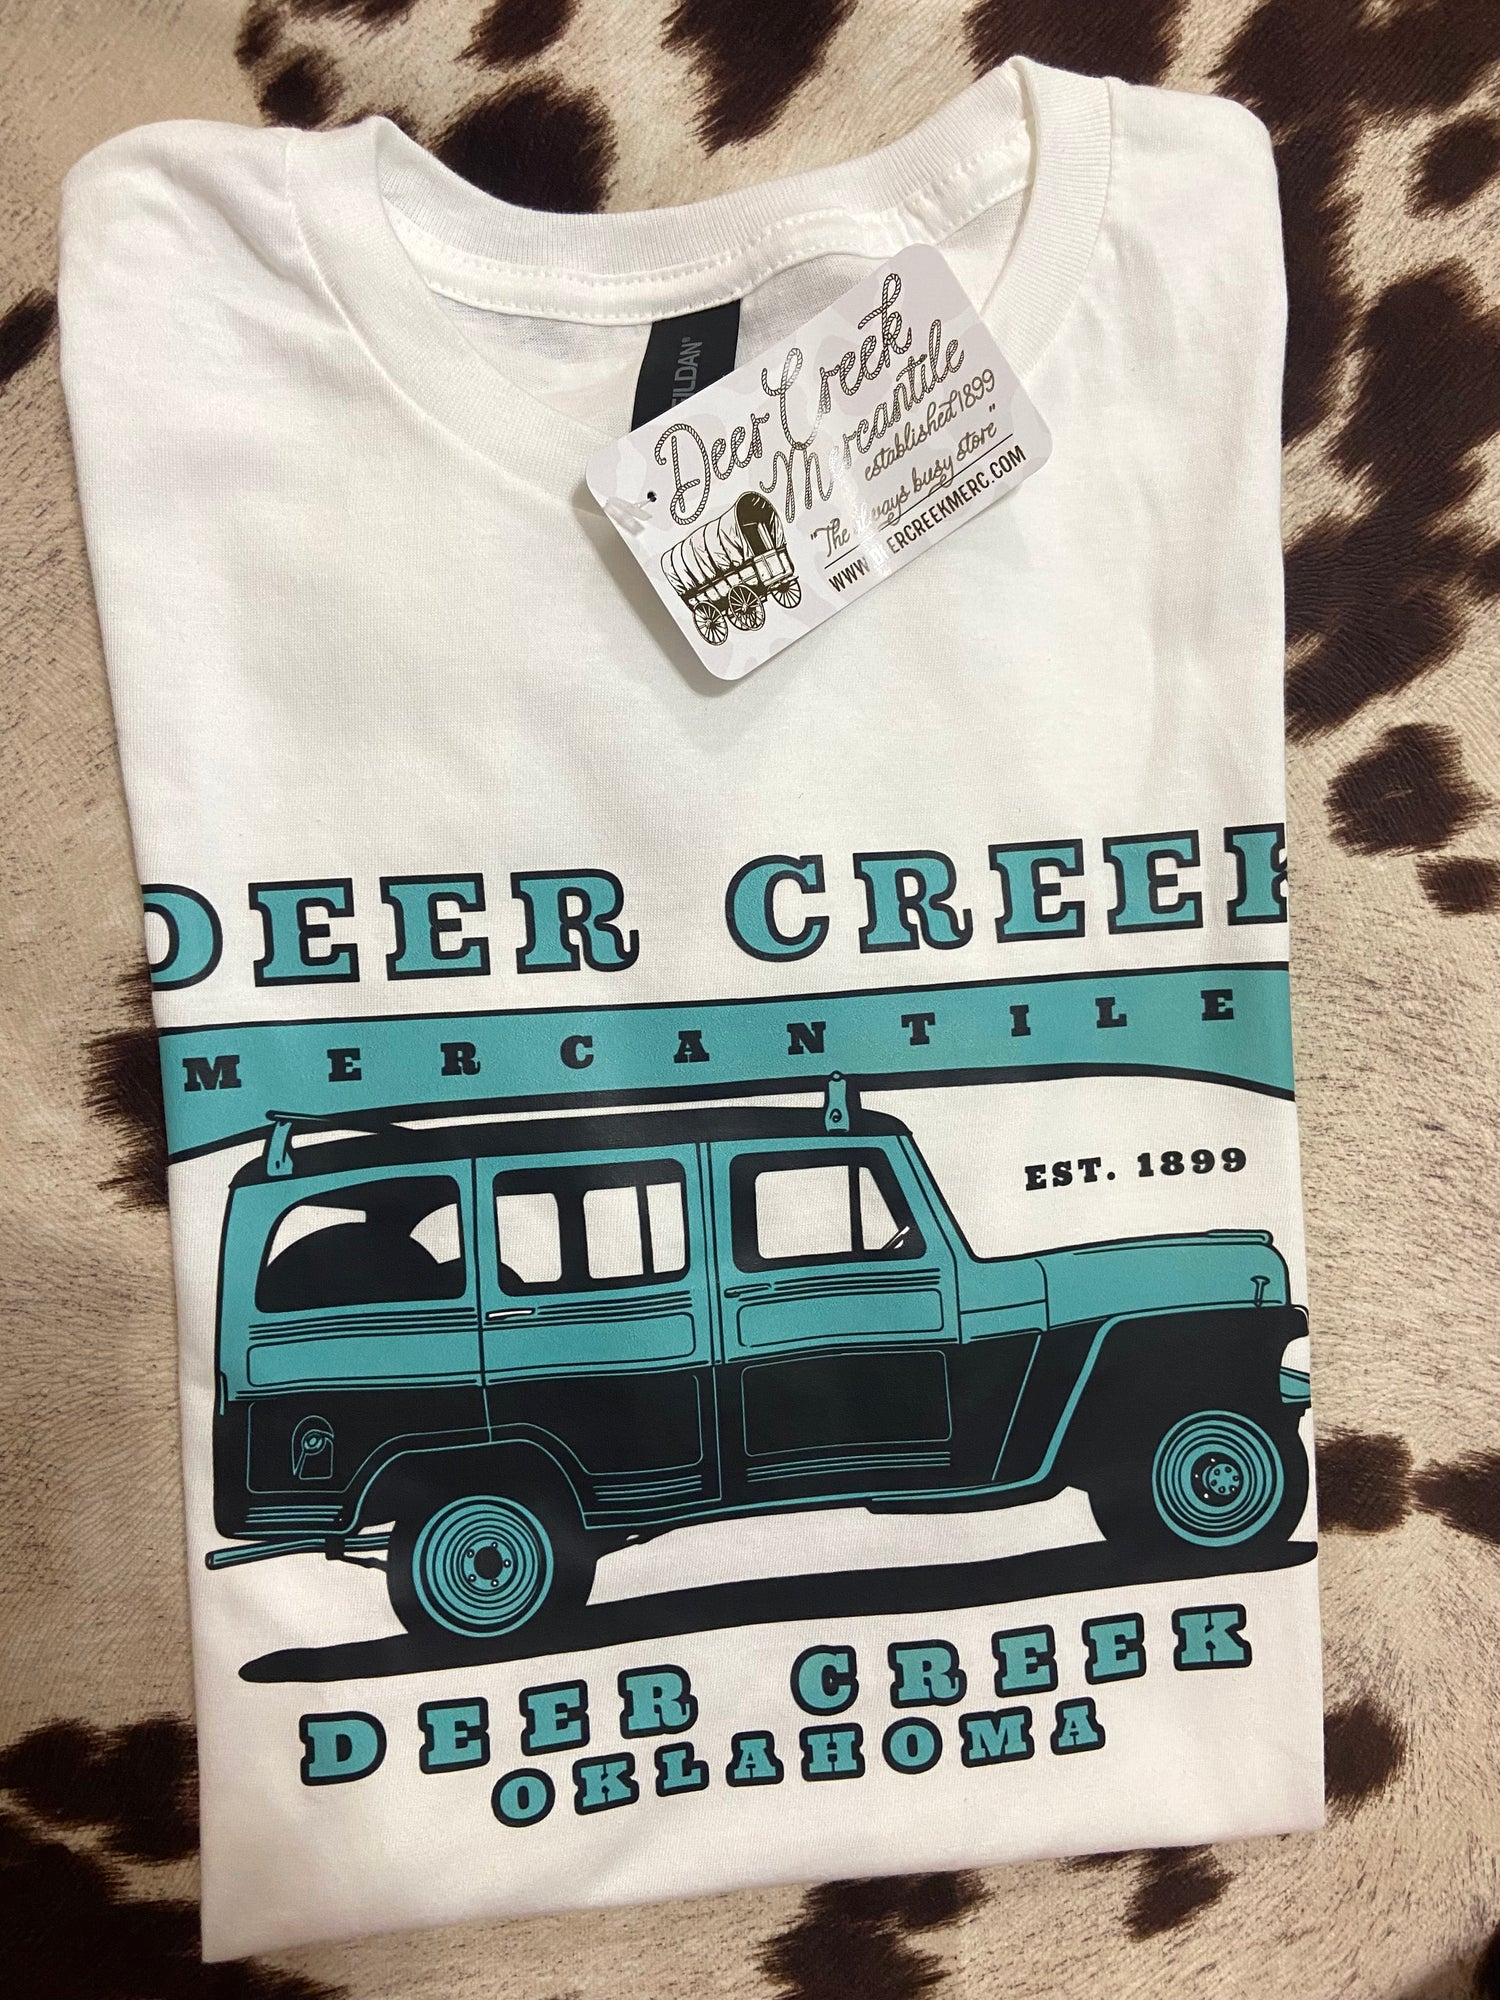 GILDAN®
Deer Creek
Mercantile
established 1899
"The always busy store"
WWW.DEERCREEKMERC.COM
DEER CREEK
MERCANTILE
EST. 1899
DEER CREEK
OKLAHOMA